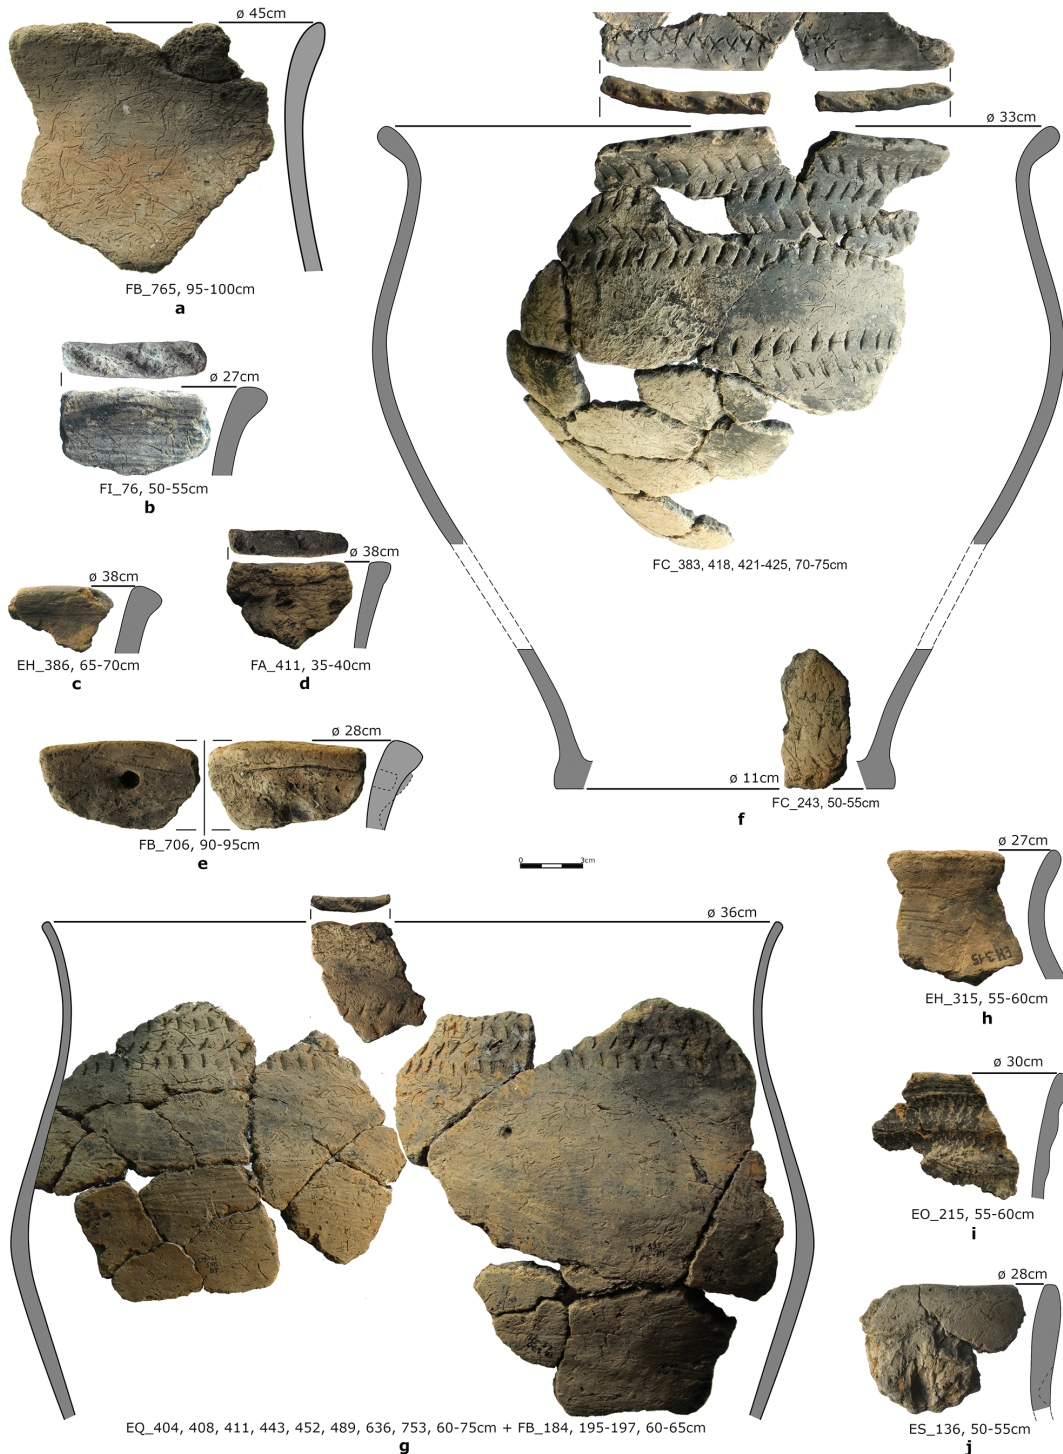 ø 45cm
FB_765, 95-100cm
a
ø 27cm
FI_76, 50-55cm
b
ø 38cm
EH_386, 65-70cm
c
ø 38cm
FA_411, 35-40cm
d
ø 28cm
FB_706, 90-95cm
e
ø 33cm
FC_383, 418, 421-425, 70-75cm
ø 11cm
FC_243, 50-55cm
f
0 3cm
ø 36cm
EQ_404, 408, 411, 443, 452, 489, 636, 753, 60-75cm + FB_184, 195-197, 60-65cm
g
ø 27cm
EH 315
EH_315, 55-60cm
h
ø 30cm
EO_215, 55-60cm
i
ø 28cm
ES_136, 50-55cm
j